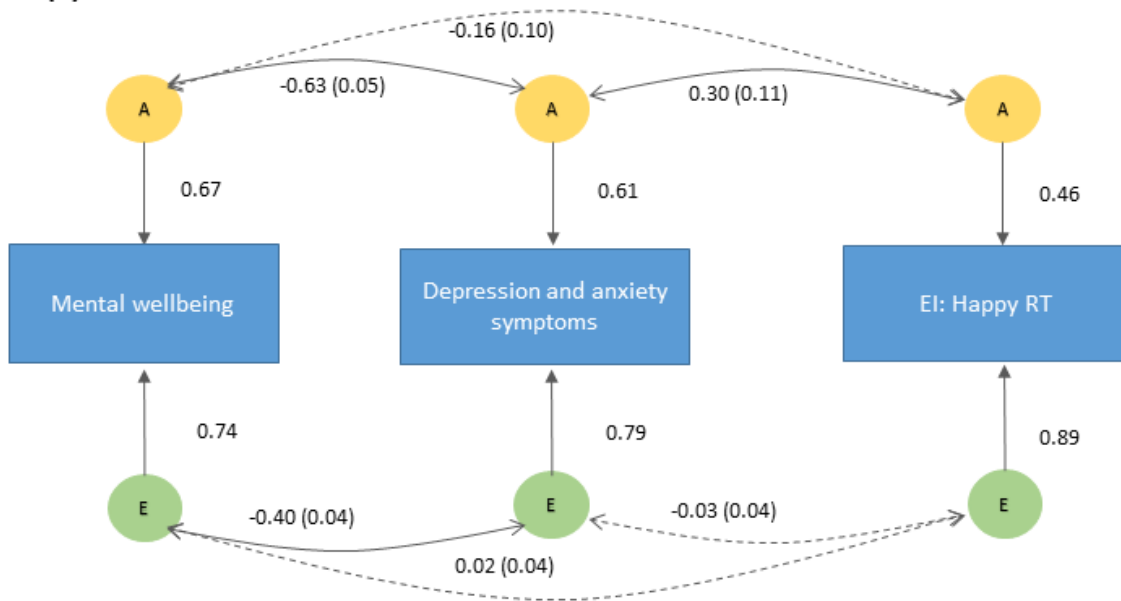 -0.16 (0.10)
-0.63 (0.05)
0.30 (0.11)
A
A
A
0.67
0.61
0.46
Mental wellbeing
Depression and anxiety
symptoms
EI: Happy RT
0.74
0.79
0.89
E
E
E
-0.40 (0.04)
-0.03 (0.04)
0.02 (0.04)